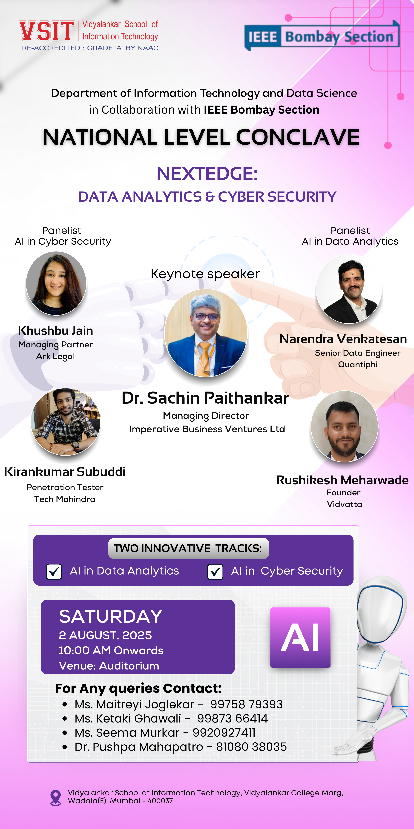 VSIT
Vidyalankar School of
Information Technology
RE-ACCREDITED : GRADE 'A' BY NAAC
IEEE Bombay Section
Department of Information Technology and Data Science
in Collaboration with IEEE Bombay Section
NATIONAL LEVEL CONCLAVE
NEXTEDGE:
DATA ANALYTICS & CYBER SECURITY
Panelist
AI in Cyber Security
Khushbu Jain
Managing Partner
Ark Legal
Kirankumar Subuddi
Penetration Tester
Tech Mahindra
Keynote speaker
Dr. Sachin Paithankar
Managing Director
Imperative Business Ventures Ltd
Panelist
AI in Data Analytics
Narendra Venkatesan
Senior Data Engineer
Quantiphi
Rushikesh Meharwade
Founder
Vidvatta
TWO INNOVATIVE TRACKS:
AI in Data Analytics
AI in Cyber Security
SATURDAY
2 AUGUST, 2025
10:00 AM Onwards
Venue: Auditorium
AI
For Any queries Contact:
• Ms. Maitreyi Joglekar - 99758 79393
• Ms. Ketaki Ghawali - 99873 66414
• Ms. Seema Murkar - 9920927411
• Dr. Pushpa Mahapatro - 81080 38035
Vidyalankar School of Information Technology, Vidyalankar College Marg,
Wadala(E), Mumbai - 400037